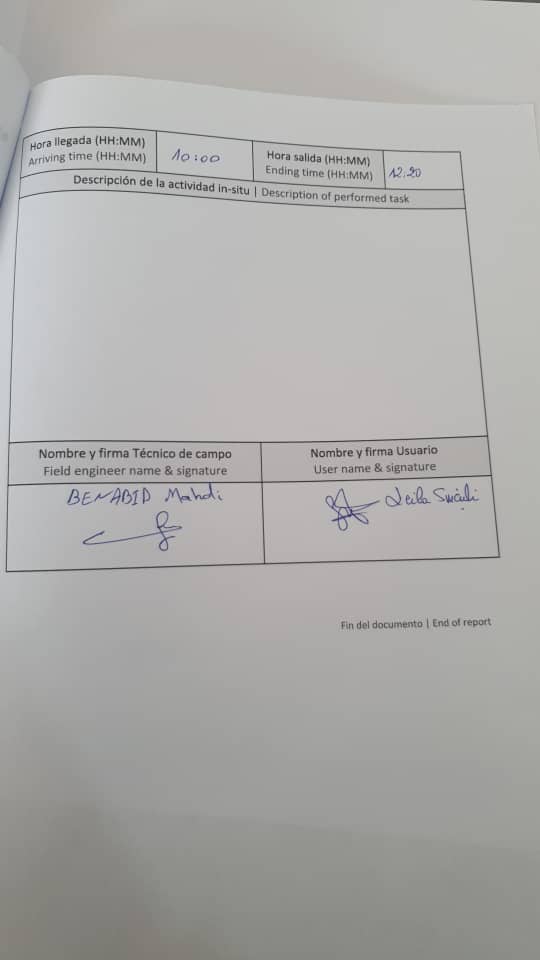 Hora llegada (HH:MM)
Arriving time (HH:MM)
10:00
Hora salida (HH:MM)
Ending time (HH:MM)
12.20
Descripción de la actividad in-situ | Description of performed task
Nombre y firma Técnico de campo
Field engineer name & signature
Nombre y firma Usuario
User name & signature
BENABID Mahdi
Leila
Fin del documento | End of report